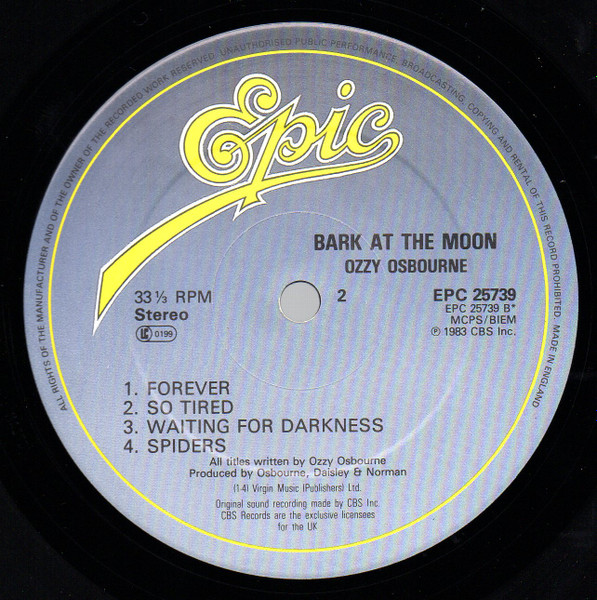 ALL RIGHTS OF THE MANUFACTURER AND OF THE OWNER OF THE RECORDED WORK RESERVED. UNAUTHORISED PUBLIC PERFORMANCE, BROADCASTING, COPYING AND RENTAL OF THIS RECORD PROHIBITED. MADE IN ENGLAND
Epic
BARK AT THE MOON
OZZY OSBOURNE
33⅓ RPM
Stereo
LC 0199
2
EPC 25739
EPC 25739 B*
MCPS/BIEM
℗ 1983 CBS Inc.
1. FOREVER
2. SO TIRED
3. WAITING FOR DARKNESS
4. SPIDERS
All titles written by Ozzy Osbourne
Produced by Osbourne, Daisley & Norman
(1-4) Virgin Music (Publishers) Ltd.
Original sound recording made by CBS Inc.
CBS Records are the exclusive licensees
for the UK